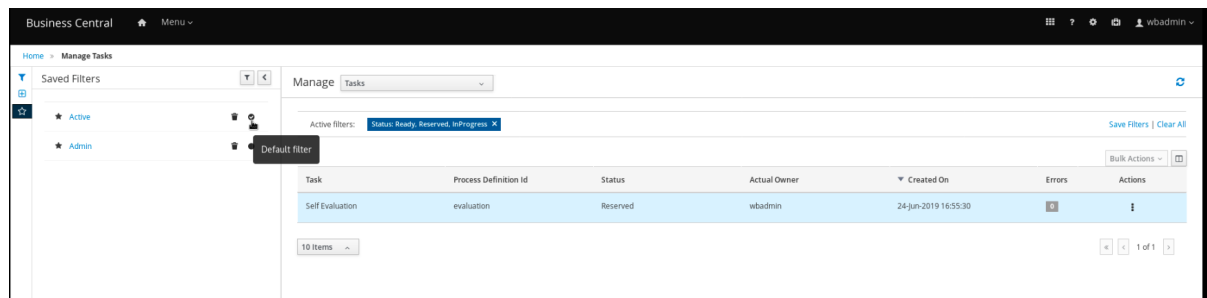 Business Central Menu ? wbadmin
Home > Manage Tasks
Saved Filters
Active
Admin
Default filter
Manage Tasks
Active filters: Status: Ready, Reserved, InProgress X
Save Filters | Clear All
Bulk Actions
Task Process Definition Id Status Actual Owner Created On Errors Actions
Self Evaluation evaluation Reserved wbadmin 24-Jun-2019 16:55:30 0
10 Items
« < 1 of 1 >